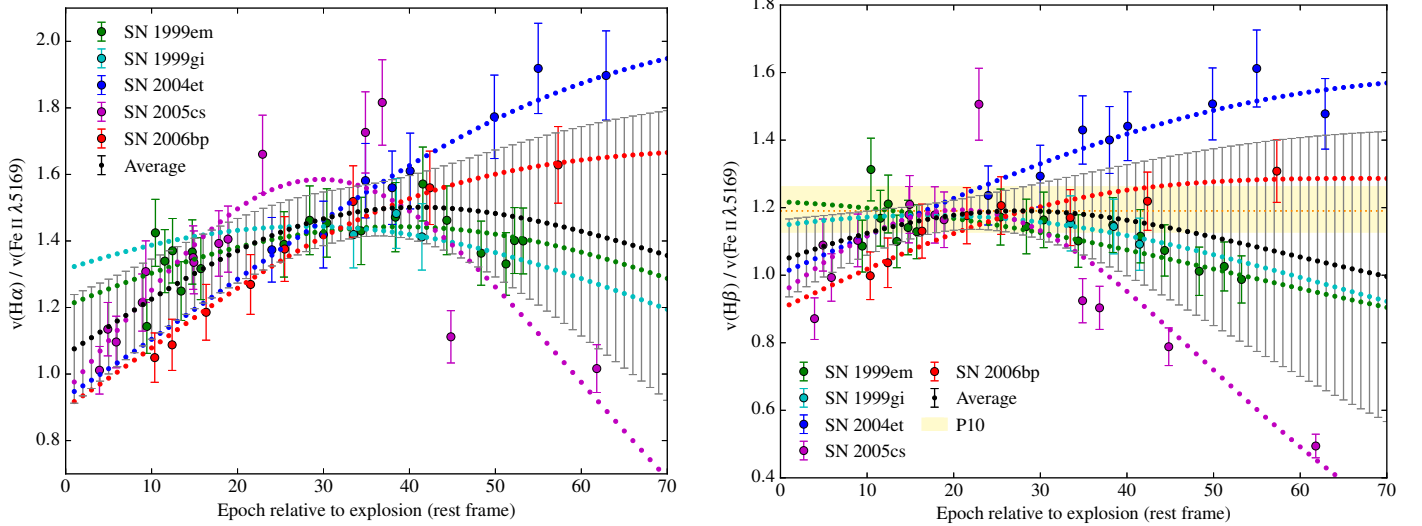 2.0
1.8
1.6
1.4
1.2
1.0
0.8
v(Hα) / v(Fe II λ5169)
SN 1999em
SN 1999gi
SN 2004et
SN 2005cs
SN 2006bp
Average
0 10 20 30 40 50 60 70
Epoch relative to explosion (rest frame)
1.8
1.6
1.4
1.2
1.0
0.8
0.6
0.4
v(Hβ) / v(Fe II λ5169)
SN 1999em
SN 1999gi
SN 2004et
SN 2005cs
SN 2006bp
Average
P10
0 10 20 30 40 50 60 70
Epoch relative to explosion (rest frame)